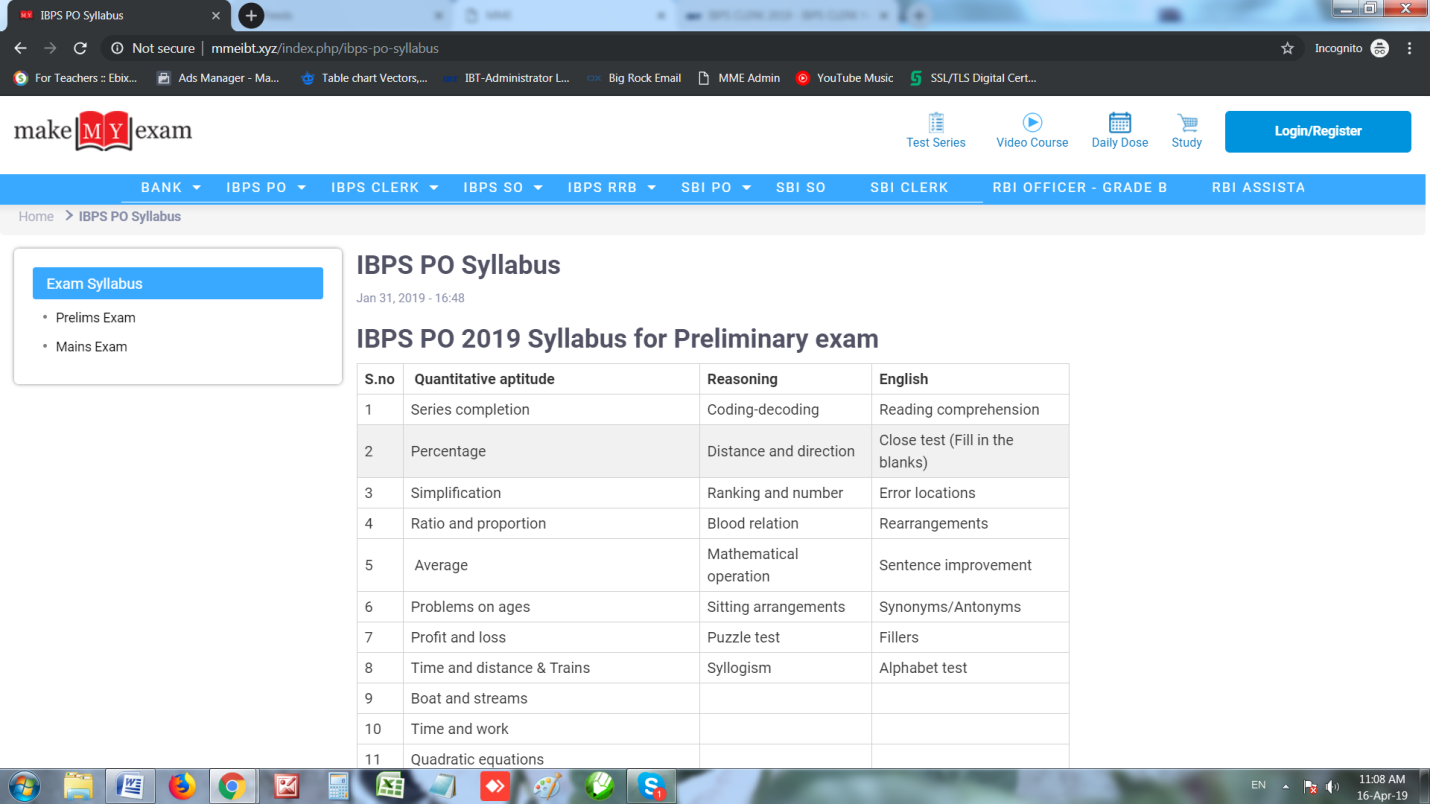 IBPS PO Syllabus
MME
IBPS CLERK 2019 - IBPS CLERK
Not secure | mmeibt.xyz/index.php/ibps-po-syllabus
Incognito
For Teachers :: Ebix...
Ads Manager - Ma...
Table chart Vectors,...
IBT-Administrator L...
Big Rock Email
MME Admin
YouTube Music
SSL/TLS Digital Cert...
make MY exam
Test Series
Video Course
Daily Dose
Study
Login/Register
BANK IBPS PO IBPS CLERK IBPS SO IBPS RRB SBI PO SBI SO SBI CLERK RBI OFFICER - GRADE B RBI ASSISTA
Home > IBPS PO Syllabus
Exam Syllabus
• Prelims Exam
• Mains Exam
IBPS PO Syllabus
Jan 31, 2019 - 16:48
IBPS PO 2019 Syllabus for Preliminary exam
S.no Quantitative aptitude Reasoning English
1 Series completion Coding-decoding Reading comprehension
2 Percentage Distance and direction Close test (Fill in the
blanks)
3 Simplification Ranking and number Error locations
4 Ratio and proportion Blood relation Rearrangements
5 Average Mathematical
operation Sentence improvement
6 Problems on ages Sitting arrangements Synonyms/Antonyms
7 Profit and loss Puzzle test Fillers
8 Time and distance & Trains Syllogism Alphabet test
9 Boat and streams
10 Time and work
11 Quadratic equations
EN
11:08 AM
16-Apr-19